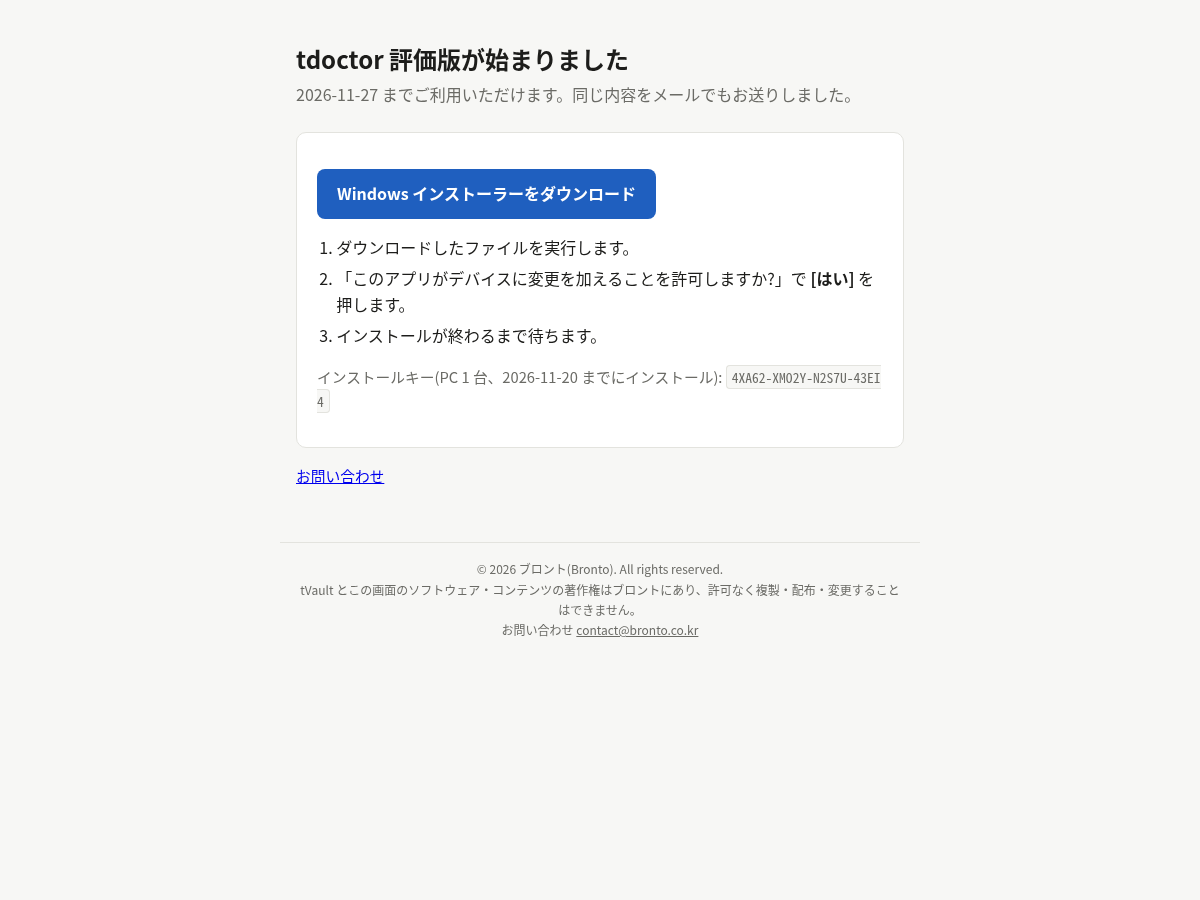 tdoctor 評価版が始まりました
2026-11-27 までご利用いただけます。同じ内容をメールでもお送りしました。
Windows インストーラーをダウンロード
1. ダウンロードしたファイルを実行します。
2. 「このアプリがデバイスに変更を加えることを許可しますか?」で [はい] を
押します。
3. インストールが終わるまで待ちます。
インストールキー(PC 1 台、2026-11-20 までにインストール): 4XA62-XMO2Y-N2S7U-43EI
4
お問い合わせ
© 2026 ブロント(Bronto). All rights reserved.
tVault とこの画面のソフトウェア・コンテンツの著作権はブロントにあり、許可なく複製・配布・変更すること
はできません。
お問い合わせ contact@bronto.co.kr